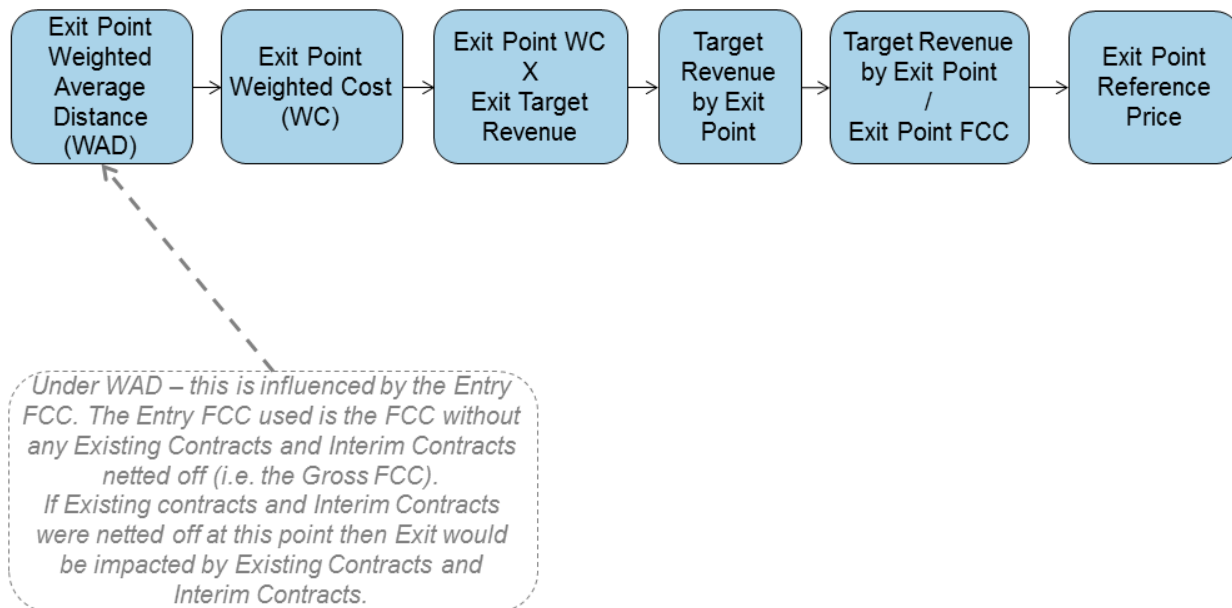 Exit Point
Weighted
Average
Distance
(WAD)
Exit Point
Weighted Cost
(WC)
Exit Point WC
X
Exit Target
Revenue
Target
Revenue
by Exit
Point
Target Revenue
by Exit Point
/
Exit Point FCC
Exit Point
Reference
Price
Under WAD – this is influenced by the Entry
FCC. The Entry FCC used is the FCC without
any Existing Contracts and Interim Contracts
netted off (i.e. the Gross FCC).
If Existing contracts and Interim Contracts
were netted off at this point then Exit would
be impacted by Existing Contracts and
Interim Contracts.